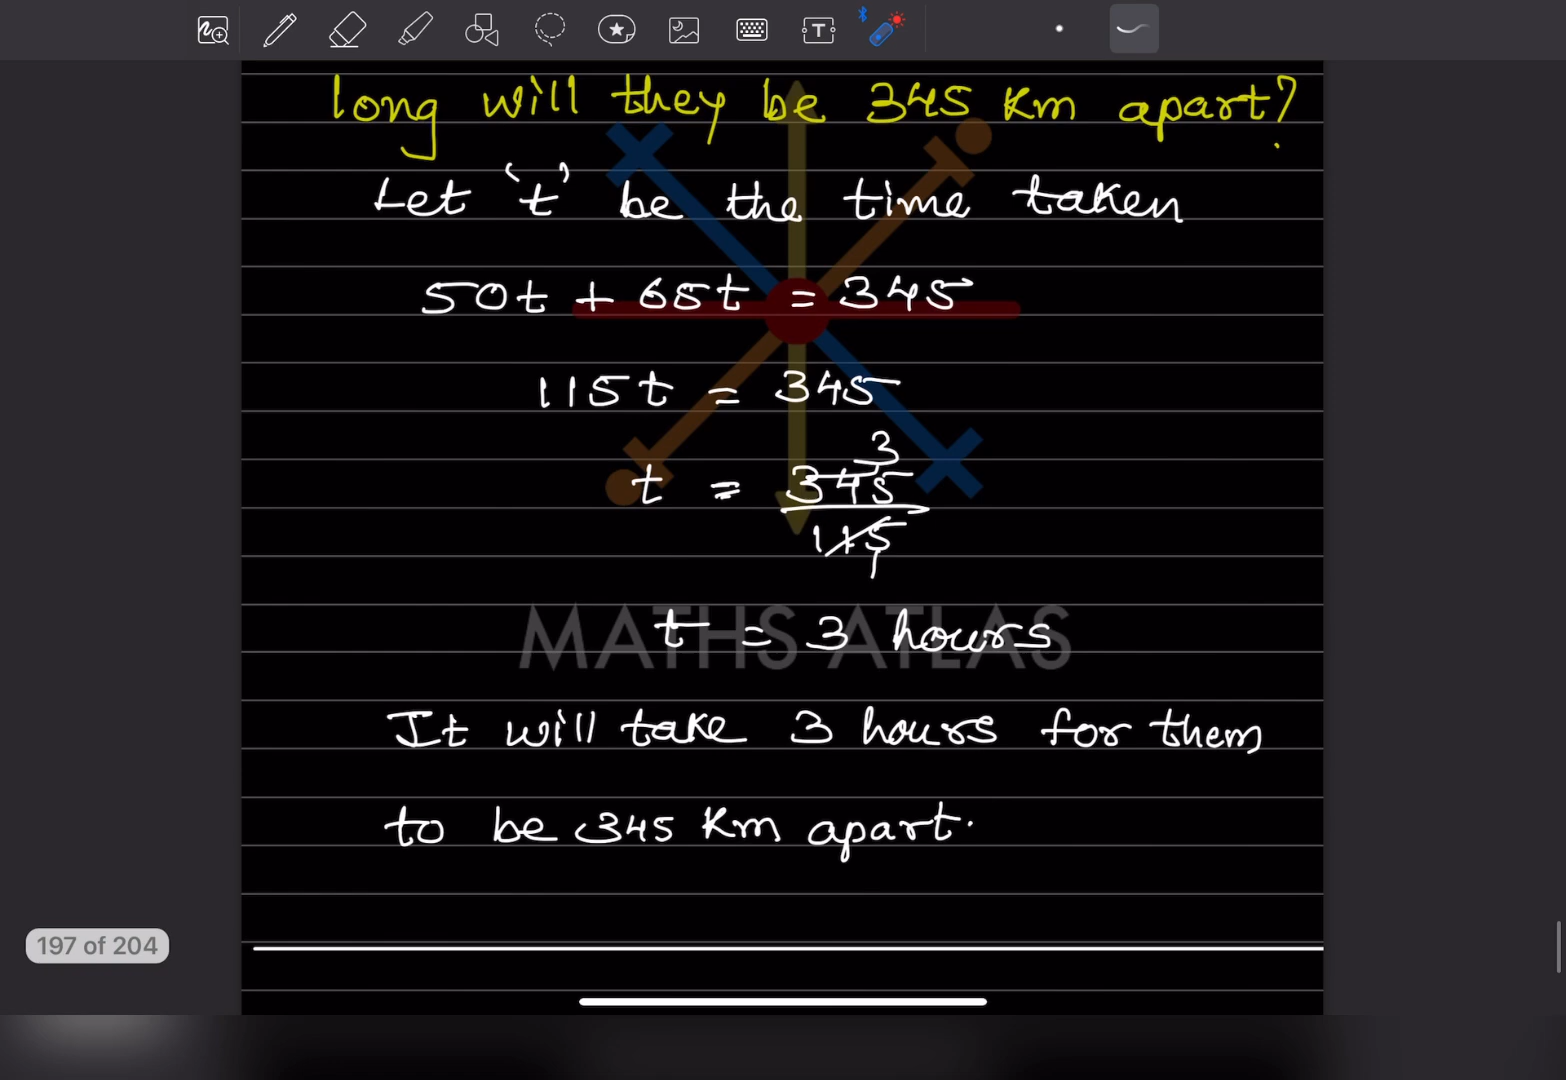 long will they be 345 Km apart?
Let 't' be the time taken
50t + 65t = 345
115t = 345
3
t = 345
115
1
MATHS ATLAS
t = 3 hours
It will take 3 hours for them
to be 345 Km apart.
197 of 204
T